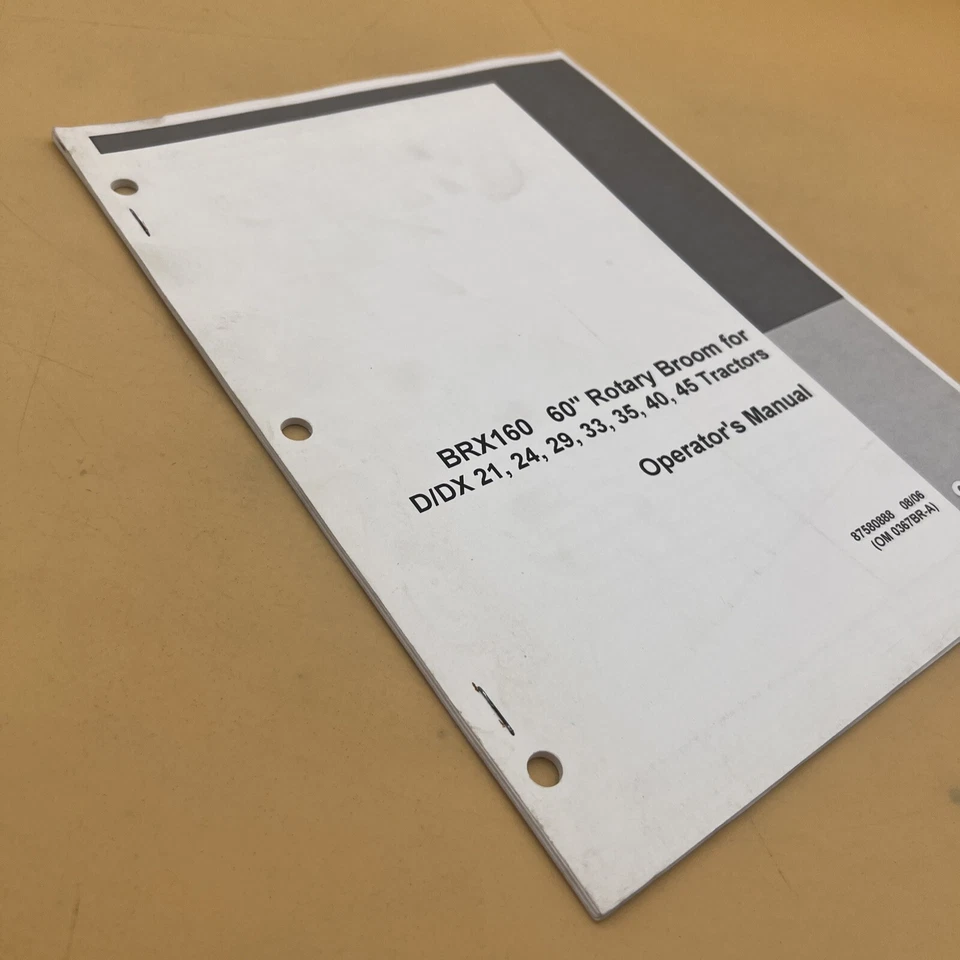 BRX160 60" Rotary Broom for
D/DX 21, 24, 29, 33, 35, 40, 45 Tractors
Operator's Manual
87580888 08/06
(OM 0367BR-A)